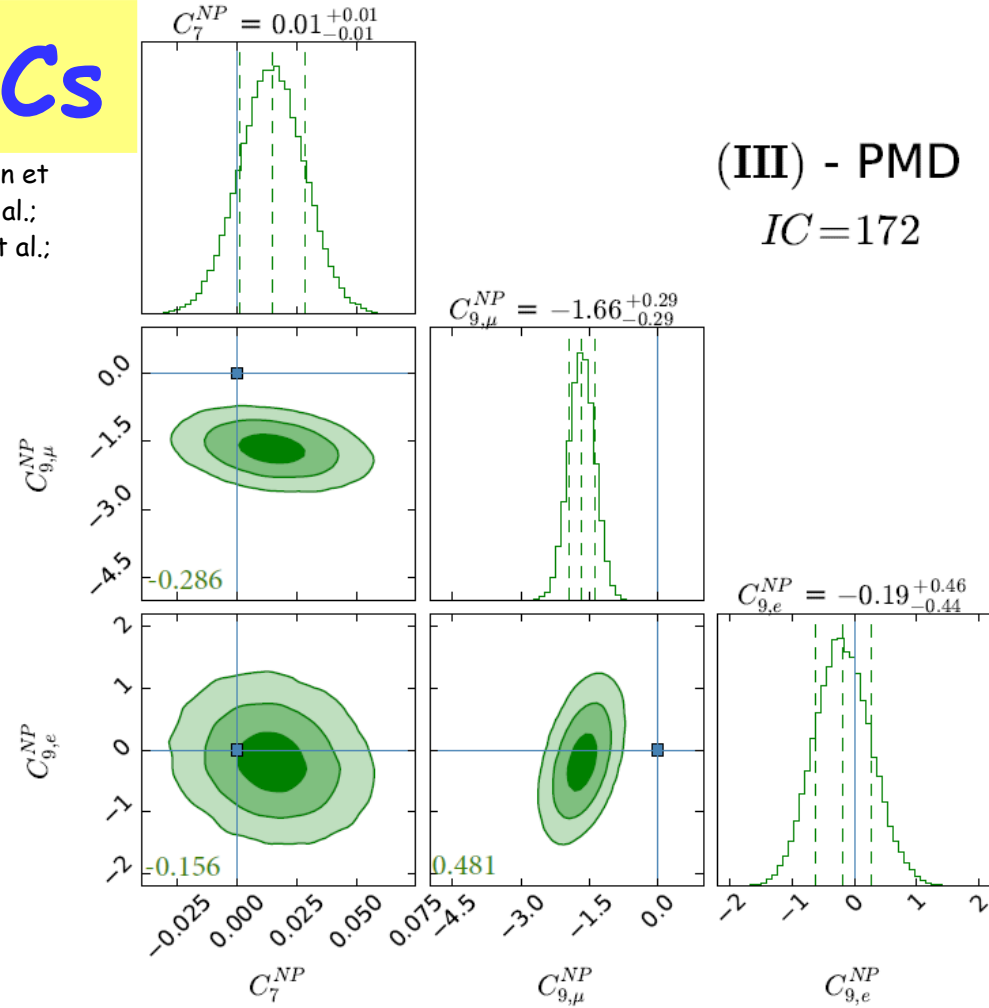 C_7^{NP} = 0.01^{+0.01}_{-0.01}
Cs
n et
al.;
t al.;
(III) - PMD
IC=172
C_{9,μ}^{NP} = −1.66^{+0.29}_{-0.29}
0.0
−1.5
−3.0
−4.5
C_{9,μ}^{NP}
-0.286
C_{9,e}^{NP} = −0.19^{+0.46}_{-0.44}
2
1
0
−1
−2
C_{9,e}^{NP}
-0.156
0.481
−0.025 0.000 0.025 0.050 0.075
−4.5 −3.0 −1.5 0.0
−2 −1 0 1 2
C_7^{NP}
C_{9,μ}^{NP}
C_{9,e}^{NP}